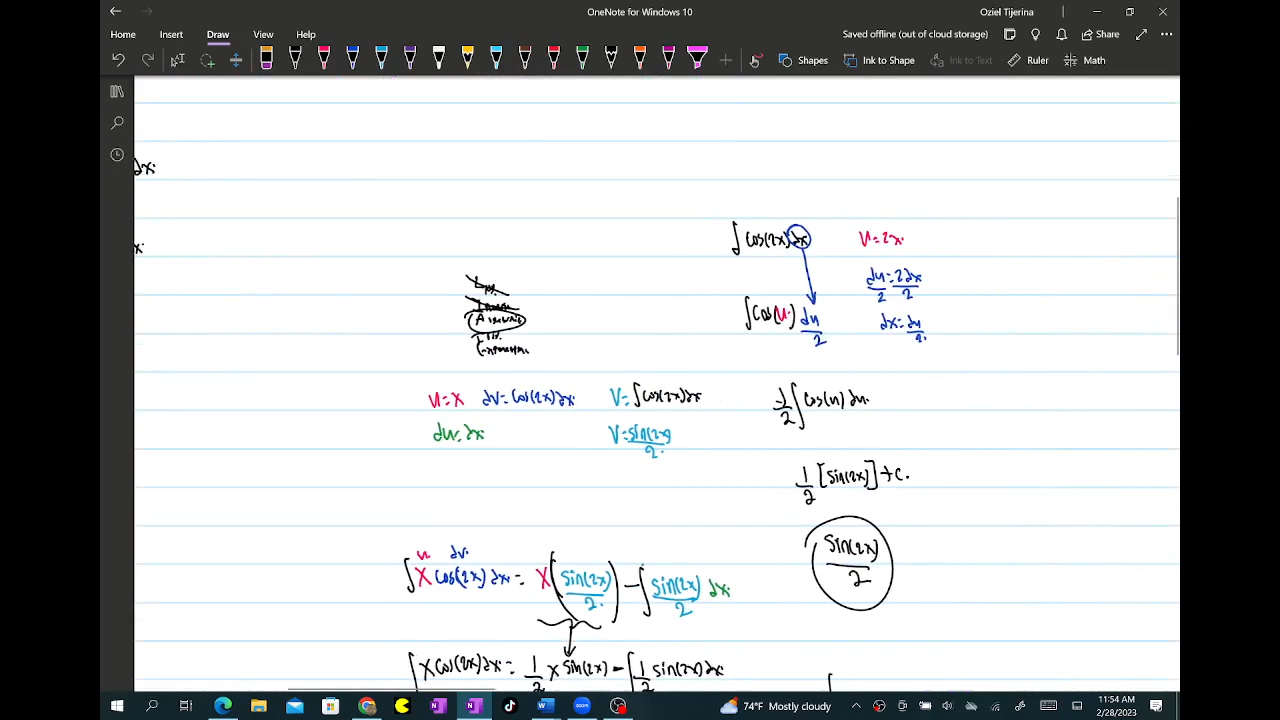 OneNote for Windows 10
Oziel Tijerina
Home Insert Draw View Help
Saved offline (out of cloud storage)
Share
Shapes
Ink to Shape
Ink to Text
Ruler
Math
dx.
x.
∫cos(2x)dx
u=2x.
du/2=2dx/2
∫cos(u.) du/2
dx=du/2.
u=x dv=cos(2x)dx. v=∫cos(2x)dx
1/2∫cos(u)du.
du=dx.
v=sin(2x)/2.
1/2[sin(2x)]+c.
sin(2x)/2
u dv.
∫x cos(2x)dx. = x(sin(2x)/2.) - ∫sin(2x)/2 dx.
∫xcos(2x)dx. = 1/2 x sin(2x) - ∫1/2 sin(2x)dx.
74°F Mostly cloudy
11:54 AM
2/28/2023